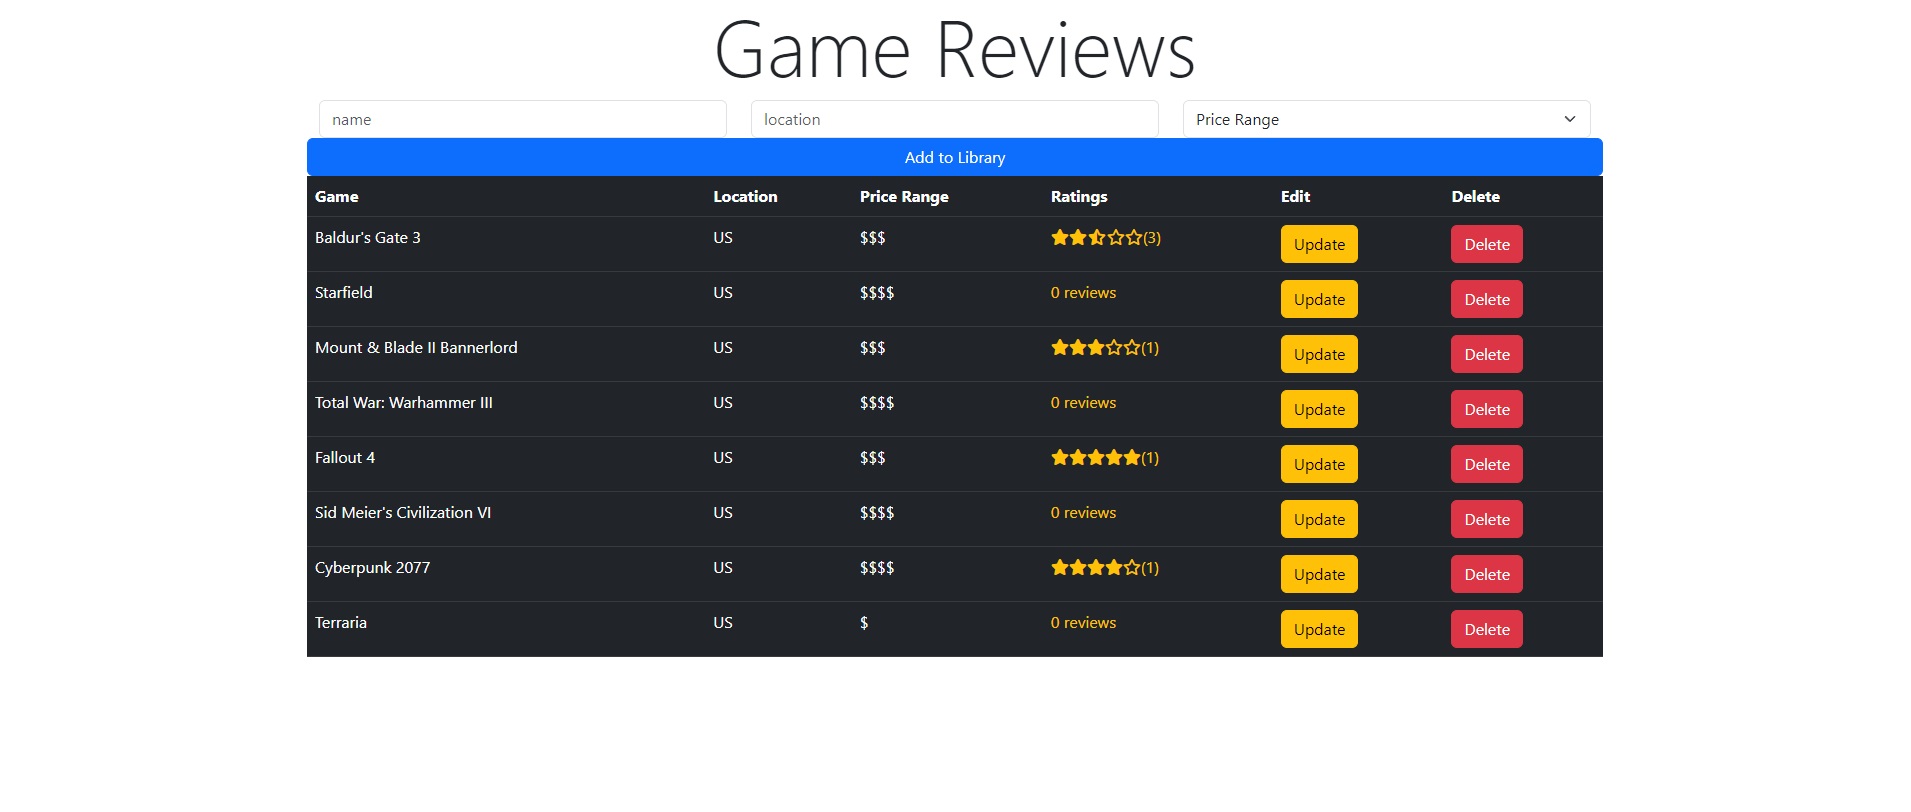 Game Reviews
name location Price Range
Add to Library
Game Location Price Range Ratings Edit Delete
Baldur's Gate 3 US $$$ (3) Update Delete
Starfield US $$$$ 0 reviews Update Delete
Mount & Blade II Bannerlord US $$$ (1) Update Delete
Total War: Warhammer III US $$$$ 0 reviews Update Delete
Fallout 4 US $$$ (1) Update Delete
Sid Meier's Civilization VI US $$$$ 0 reviews Update Delete
Cyberpunk 2077 US $$$$ (1) Update Delete
Terraria US $ 0 reviews Update Delete